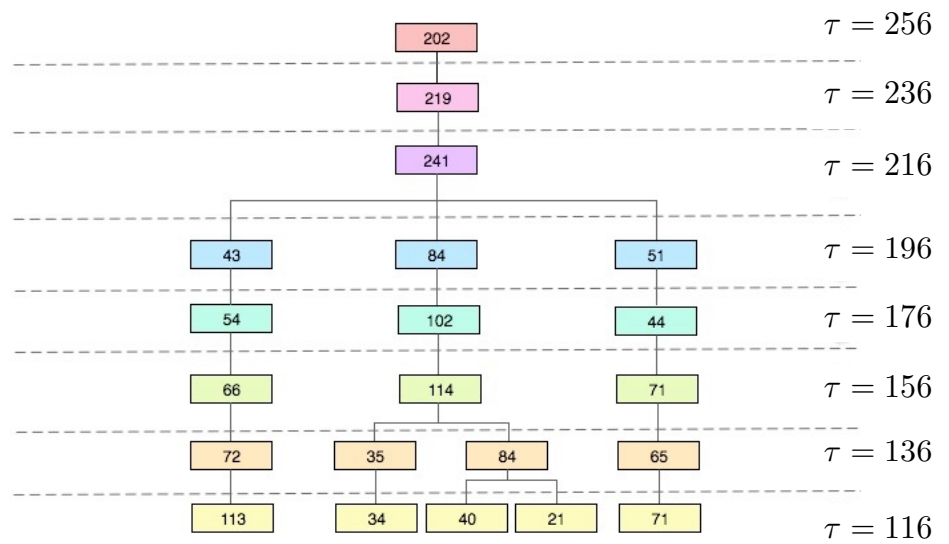 202 τ = 256
219 τ = 236
241 τ = 216
43 84 51 τ = 196
54 102 44 τ = 176
66 114 71 τ = 156
72 35 84 65 τ = 136
113 34 40 21 71 τ = 116